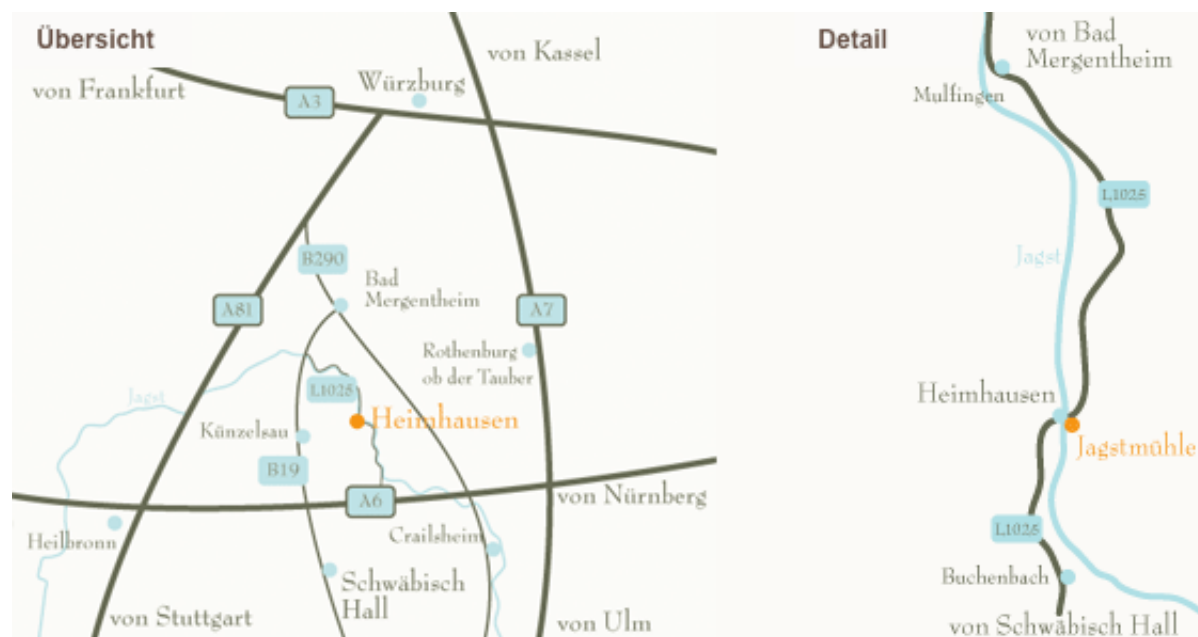 Übersicht
von Kassel
von Frankfurt
A3
Würzburg
B290
Bad
Mergentheim
A81
A7
Rothenburg
ob der Tauber
Jagst
L1025
Heimhausen
Künzelsau
B19
A6
von Nürnberg
Heilbronn
Crailsheim
Schwäbisch
Hall
von Stuttgart
von Ulm
Detail
von Bad
Mergentheim
Mulfingen
L1025
Jagst
Heimhausen
Jagstmühle
L1025
Buchenbach
von Schwäbisch Hall